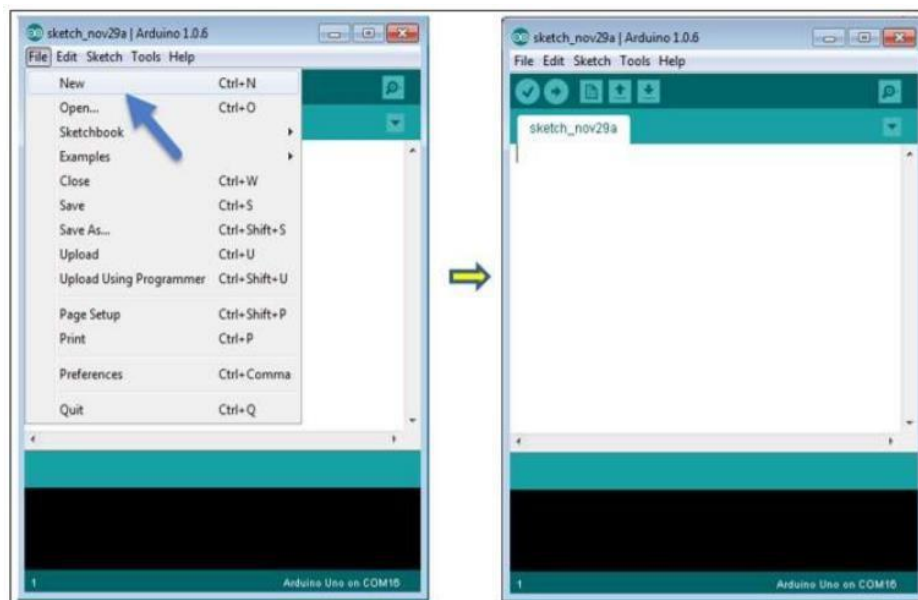 sketch_nov29a | Arduino 1.0.6
File Edit Sketch Tools Help
New Ctrl+N
Open... Ctrl+O
Sketchbook
Examples
Close Ctrl+W
Save Ctrl+S
Save As... Ctrl+Shift+S
Upload Ctrl+U
Upload Using Programmer Ctrl+Shift+U
Page Setup Ctrl+Shift+P
Print Ctrl+P
Preferences Ctrl+Comma
Quit Ctrl+Q
1 Arduino Uno on COM16
sketch_nov29a | Arduino 1.0.6
File Edit Sketch Tools Help
sketch_nov29a
1 Arduino Uno on COM16